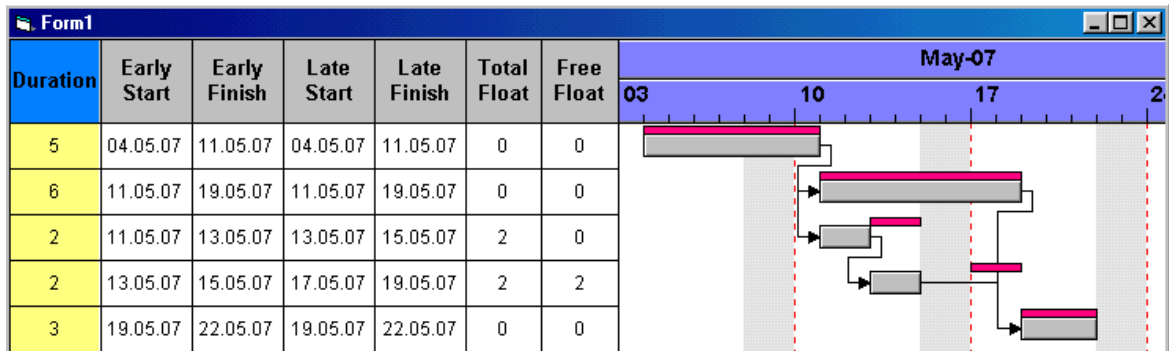 Form1
Duration Early Start Early Finish Late Start Late Finish Total Float Free Float May-07
03 10 17
5 04.05.07 11.05.07 04.05.07 11.05.07 0 0
6 11.05.07 19.05.07 11.05.07 19.05.07 0 0
2 11.05.07 13.05.07 13.05.07 15.05.07 2 0
2 13.05.07 15.05.07 17.05.07 19.05.07 2 2
3 19.05.07 22.05.07 19.05.07 22.05.07 0 0